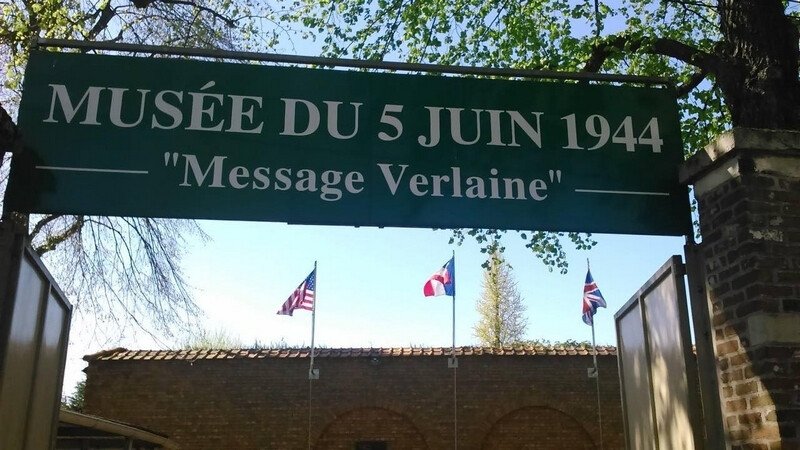 MUSÉE DU 5 JUIN 1944
"Message Verlaine"